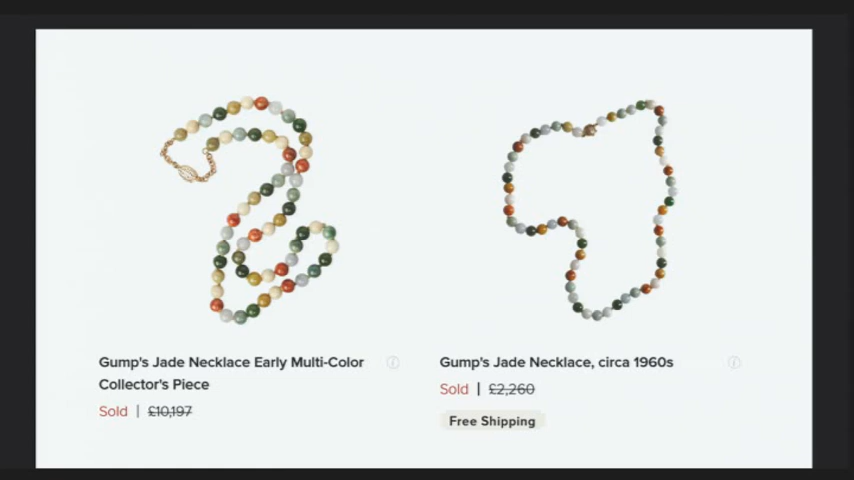 Gump's Jade Necklace Early Multi-Color
Collector's Piece
Sold | £10,197
Gump's Jade Necklace, circa 1960s
Sold | £2,260
Free Shipping